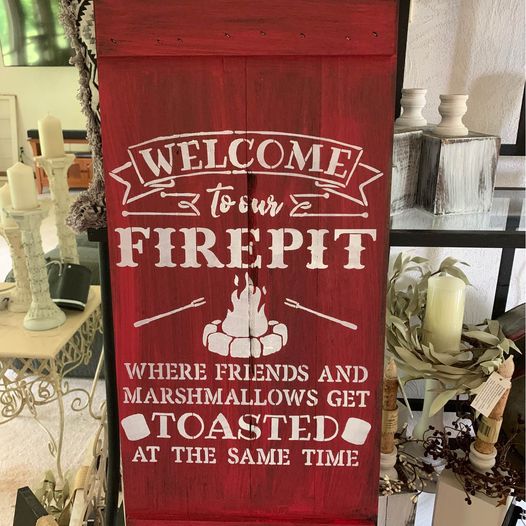 WELCOME
to our
FIREPIT
WHERE FRIENDS AND
MARSHMALLOWS GET
TOASTED
AT THE SAME TIME